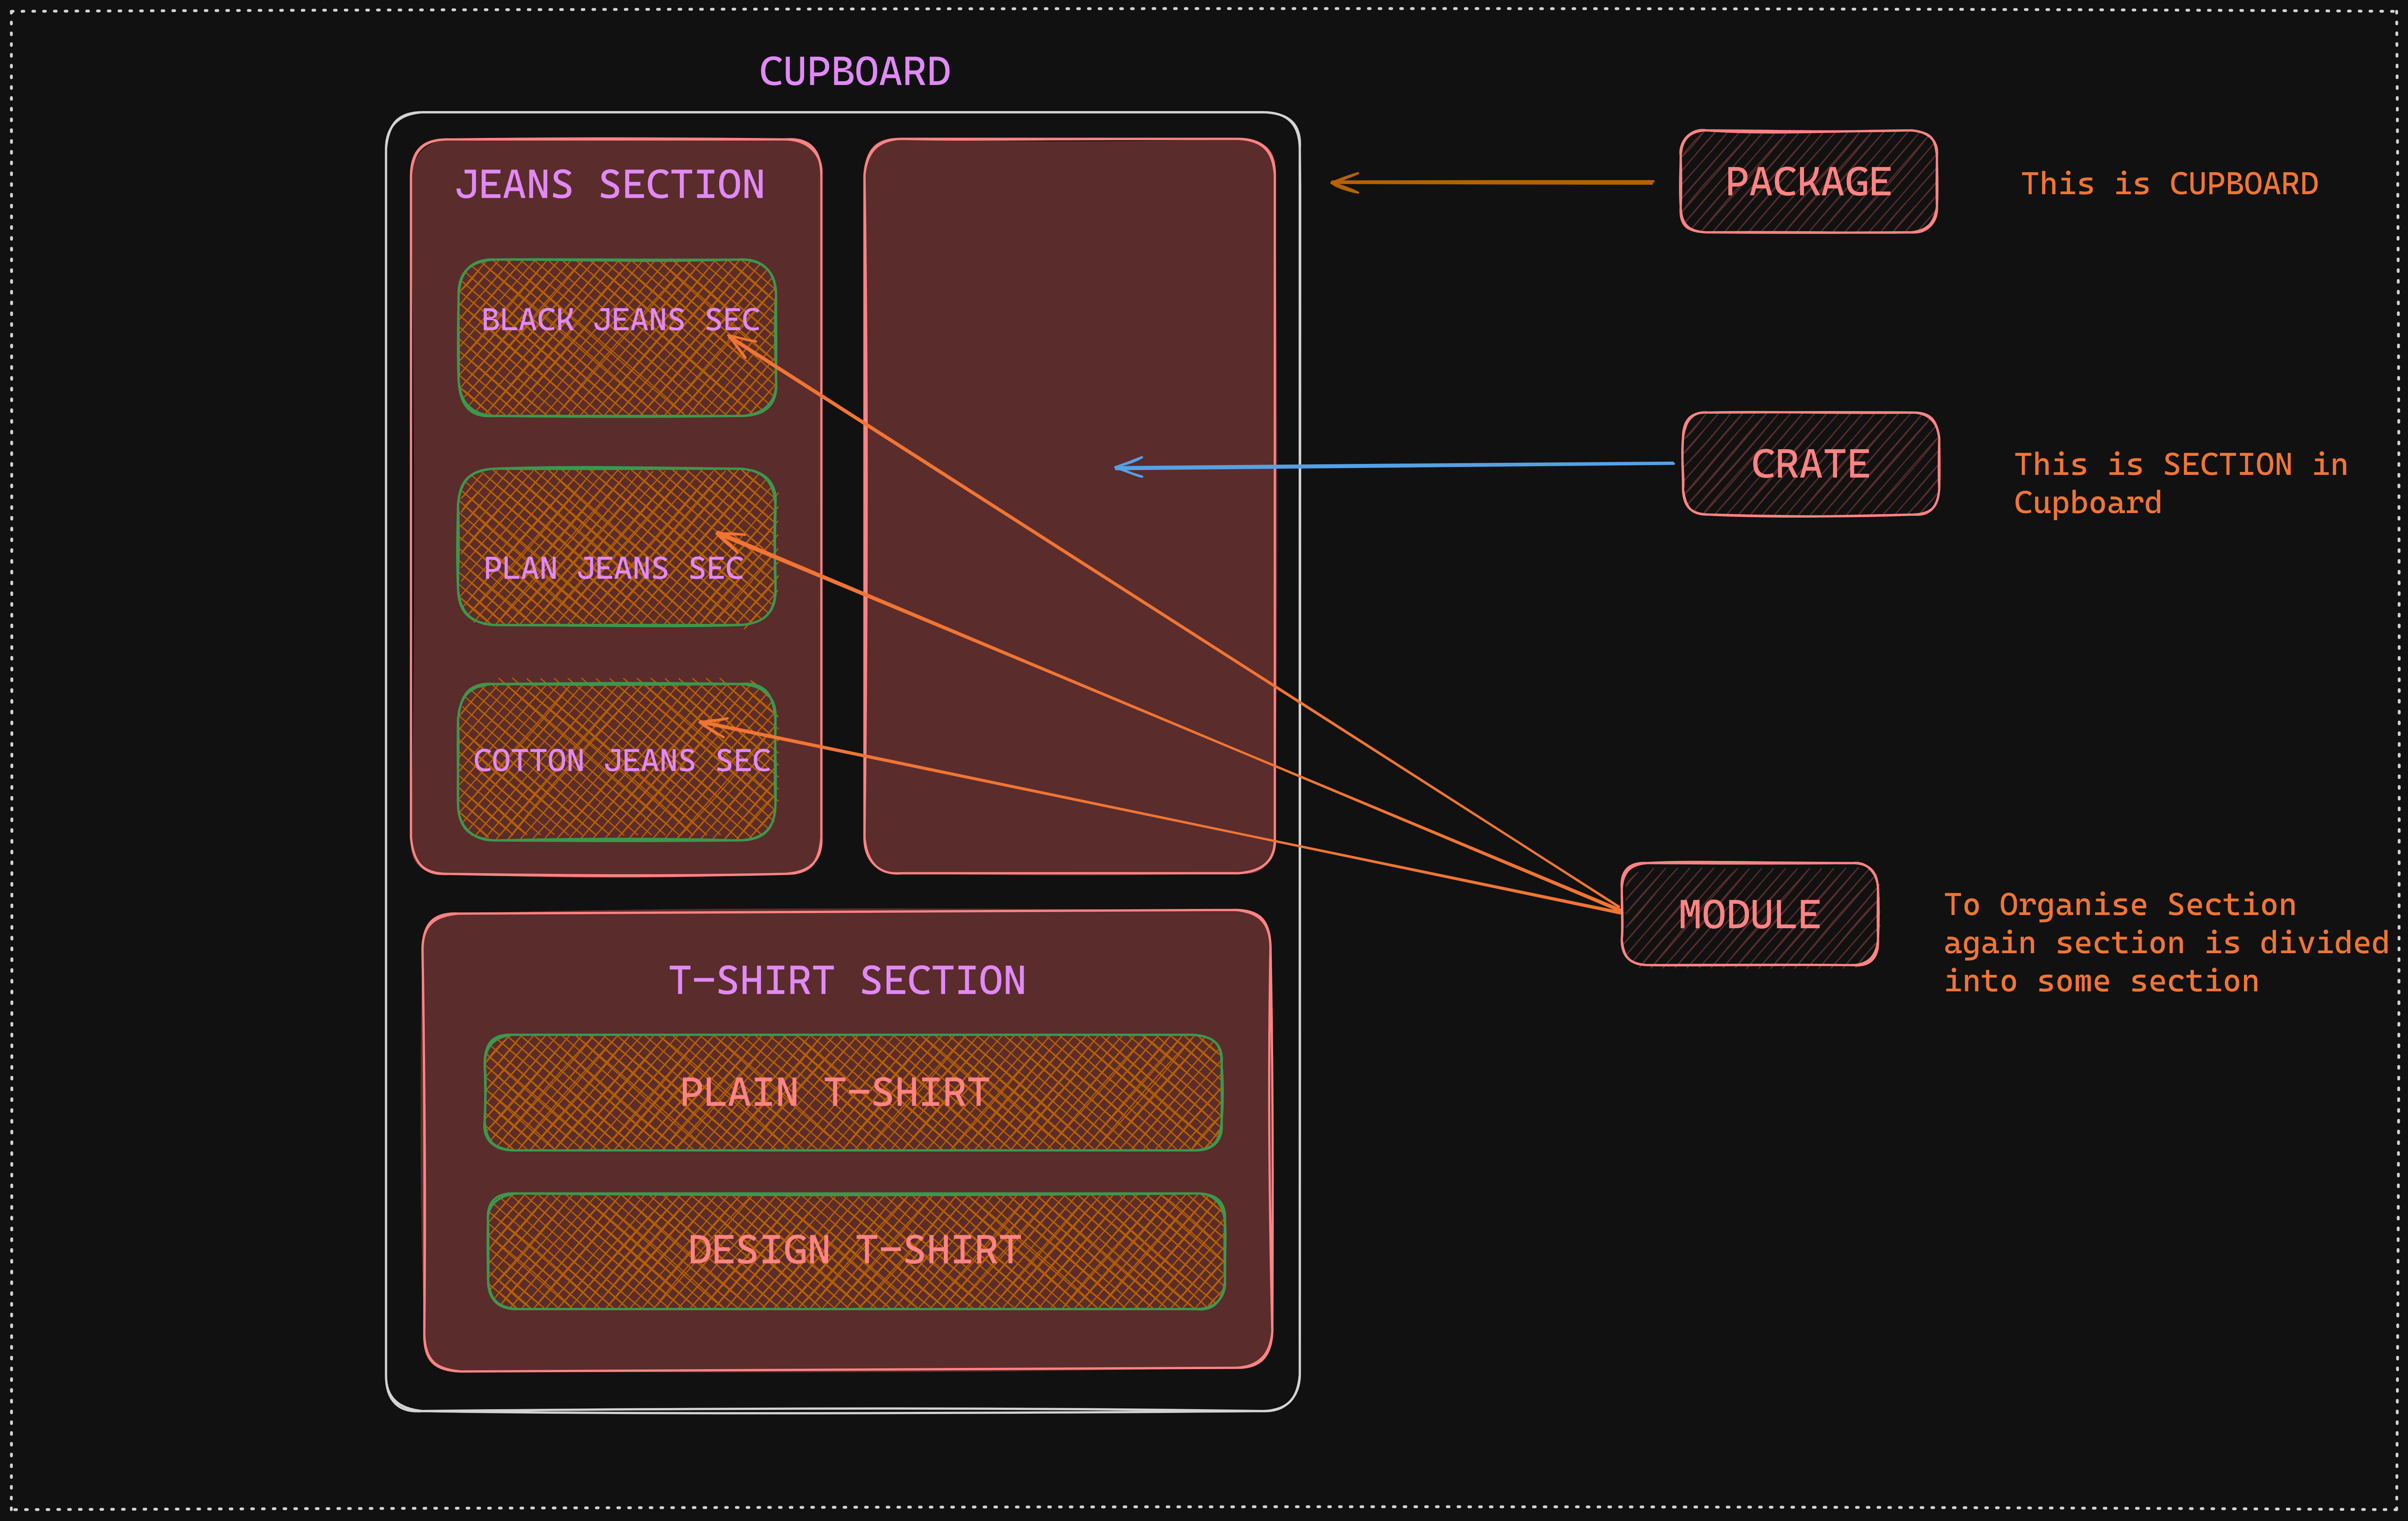 CUPBOARD
JEANS SECTION
BLACK JEANS SEC
PLAN JEANS SEC
COTTON JEANS SEC
T-SHIRT SECTION
PLAIN T-SHIRT
DESIGN T-SHIRT
PACKAGE
This is CUPBOARD
CRATE
This is SECTION in
Cupboard
MODULE
To Organise Section
again section is divided
into some section